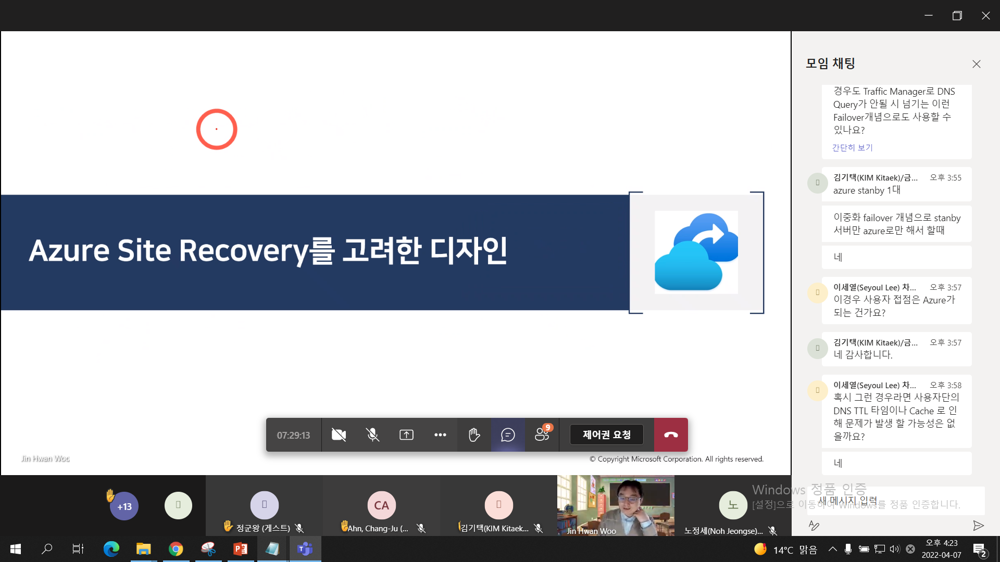 Azure Site Recovery를 고려한 디자인
07:29:13
9
제어권 요청
Jin Hwan Woo
© Copyright Microsoft Corporation. All rights reserved.
모임 채팅
경우도 Traffic Manager로 DNS
Query가 안될 시 넘기는 이런
Failover개념으로도 사용할 수
있나요?
간단히 보기
김기택(KIM Kitaek)/금... 오후 3:55
azure stanby 1대
이중화 failover 개념으로 stanby
서버만 azure로만 해서 할때
네
이세열(Seyoul Lee) 차... 오후 3:57
이경우 사용자 접점은 Azure가
되는 건가요?
김기택(KIM Kitaek)/금... 오후 3:57
네 감사합니다.
이세열(Seyoul Lee) 차... 오후 3:58
혹시 그런 경우라면 사용자단의
DNS TTL 타임이나 Cache 로 인
해 문제가 발생 할 가능성은 없
을까요?
네
새 메시지 입력
Windows 정품 인증
[설정]으로 이동하여 Windows를 정품 인증합니다.
+13
정군왕 (게스트)
CA
Ahn, Chang-Ju (...
김기택(KIM Kitaek...
Jin Hwan Woo
노
노정세(Noh Jeongse)...
14°C 맑음
오후 4:23
2022-04-07
2